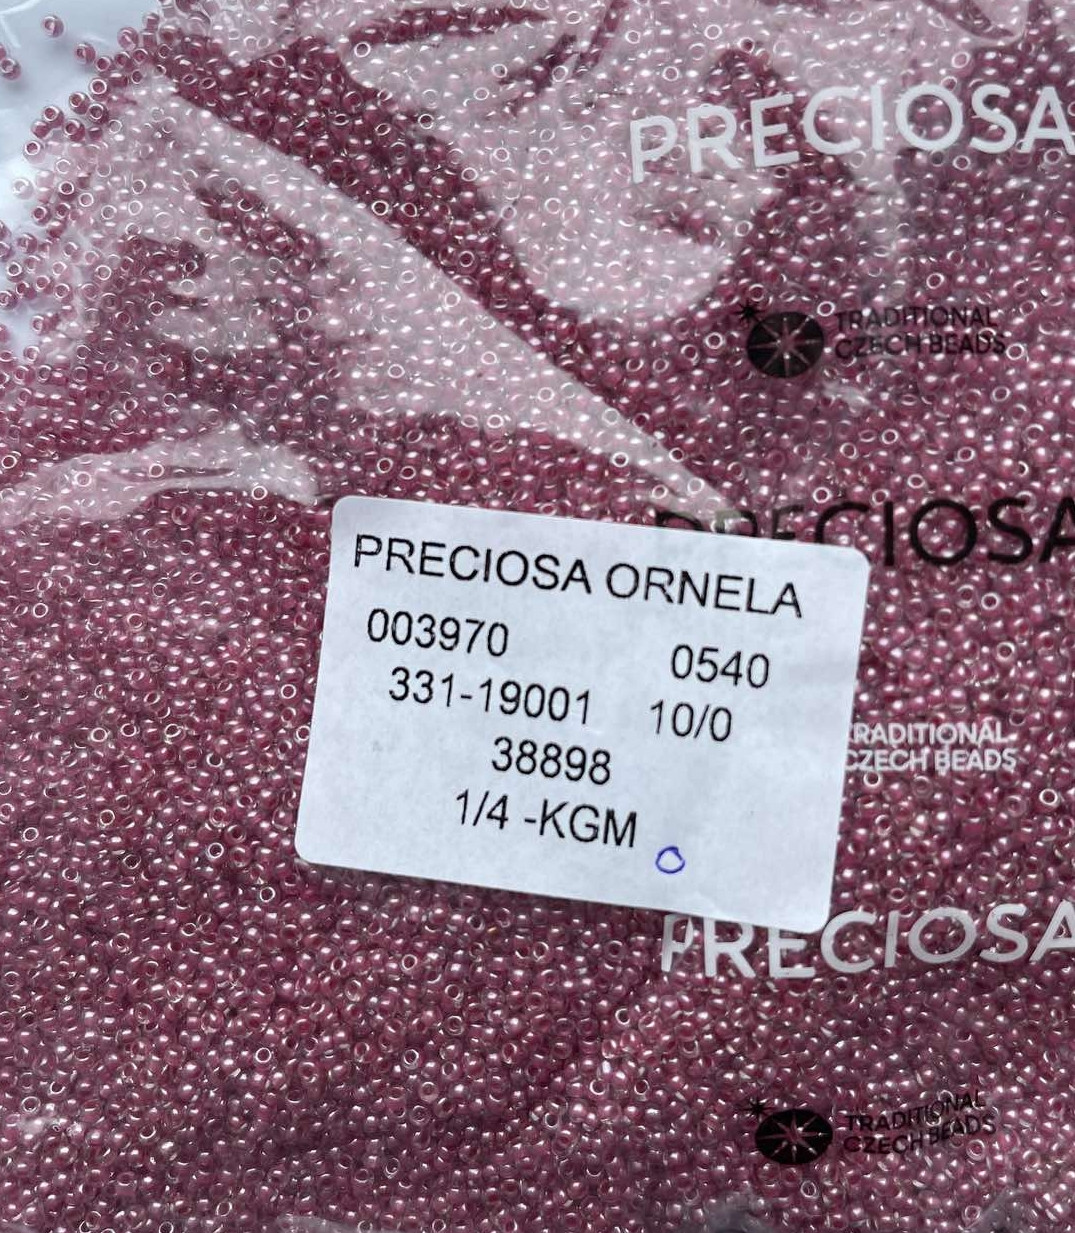 PRECIOSA
TRADITIONAL
CZECH BEADS
PRECIOSA
PRECIOSA ORNELA
003970 0540
331-19001 10/0
38898
1/4 -KGM
TRADITIONAL
CZECH BEADS
PRECIOSA
TRADITIONAL
CZECH BEADS